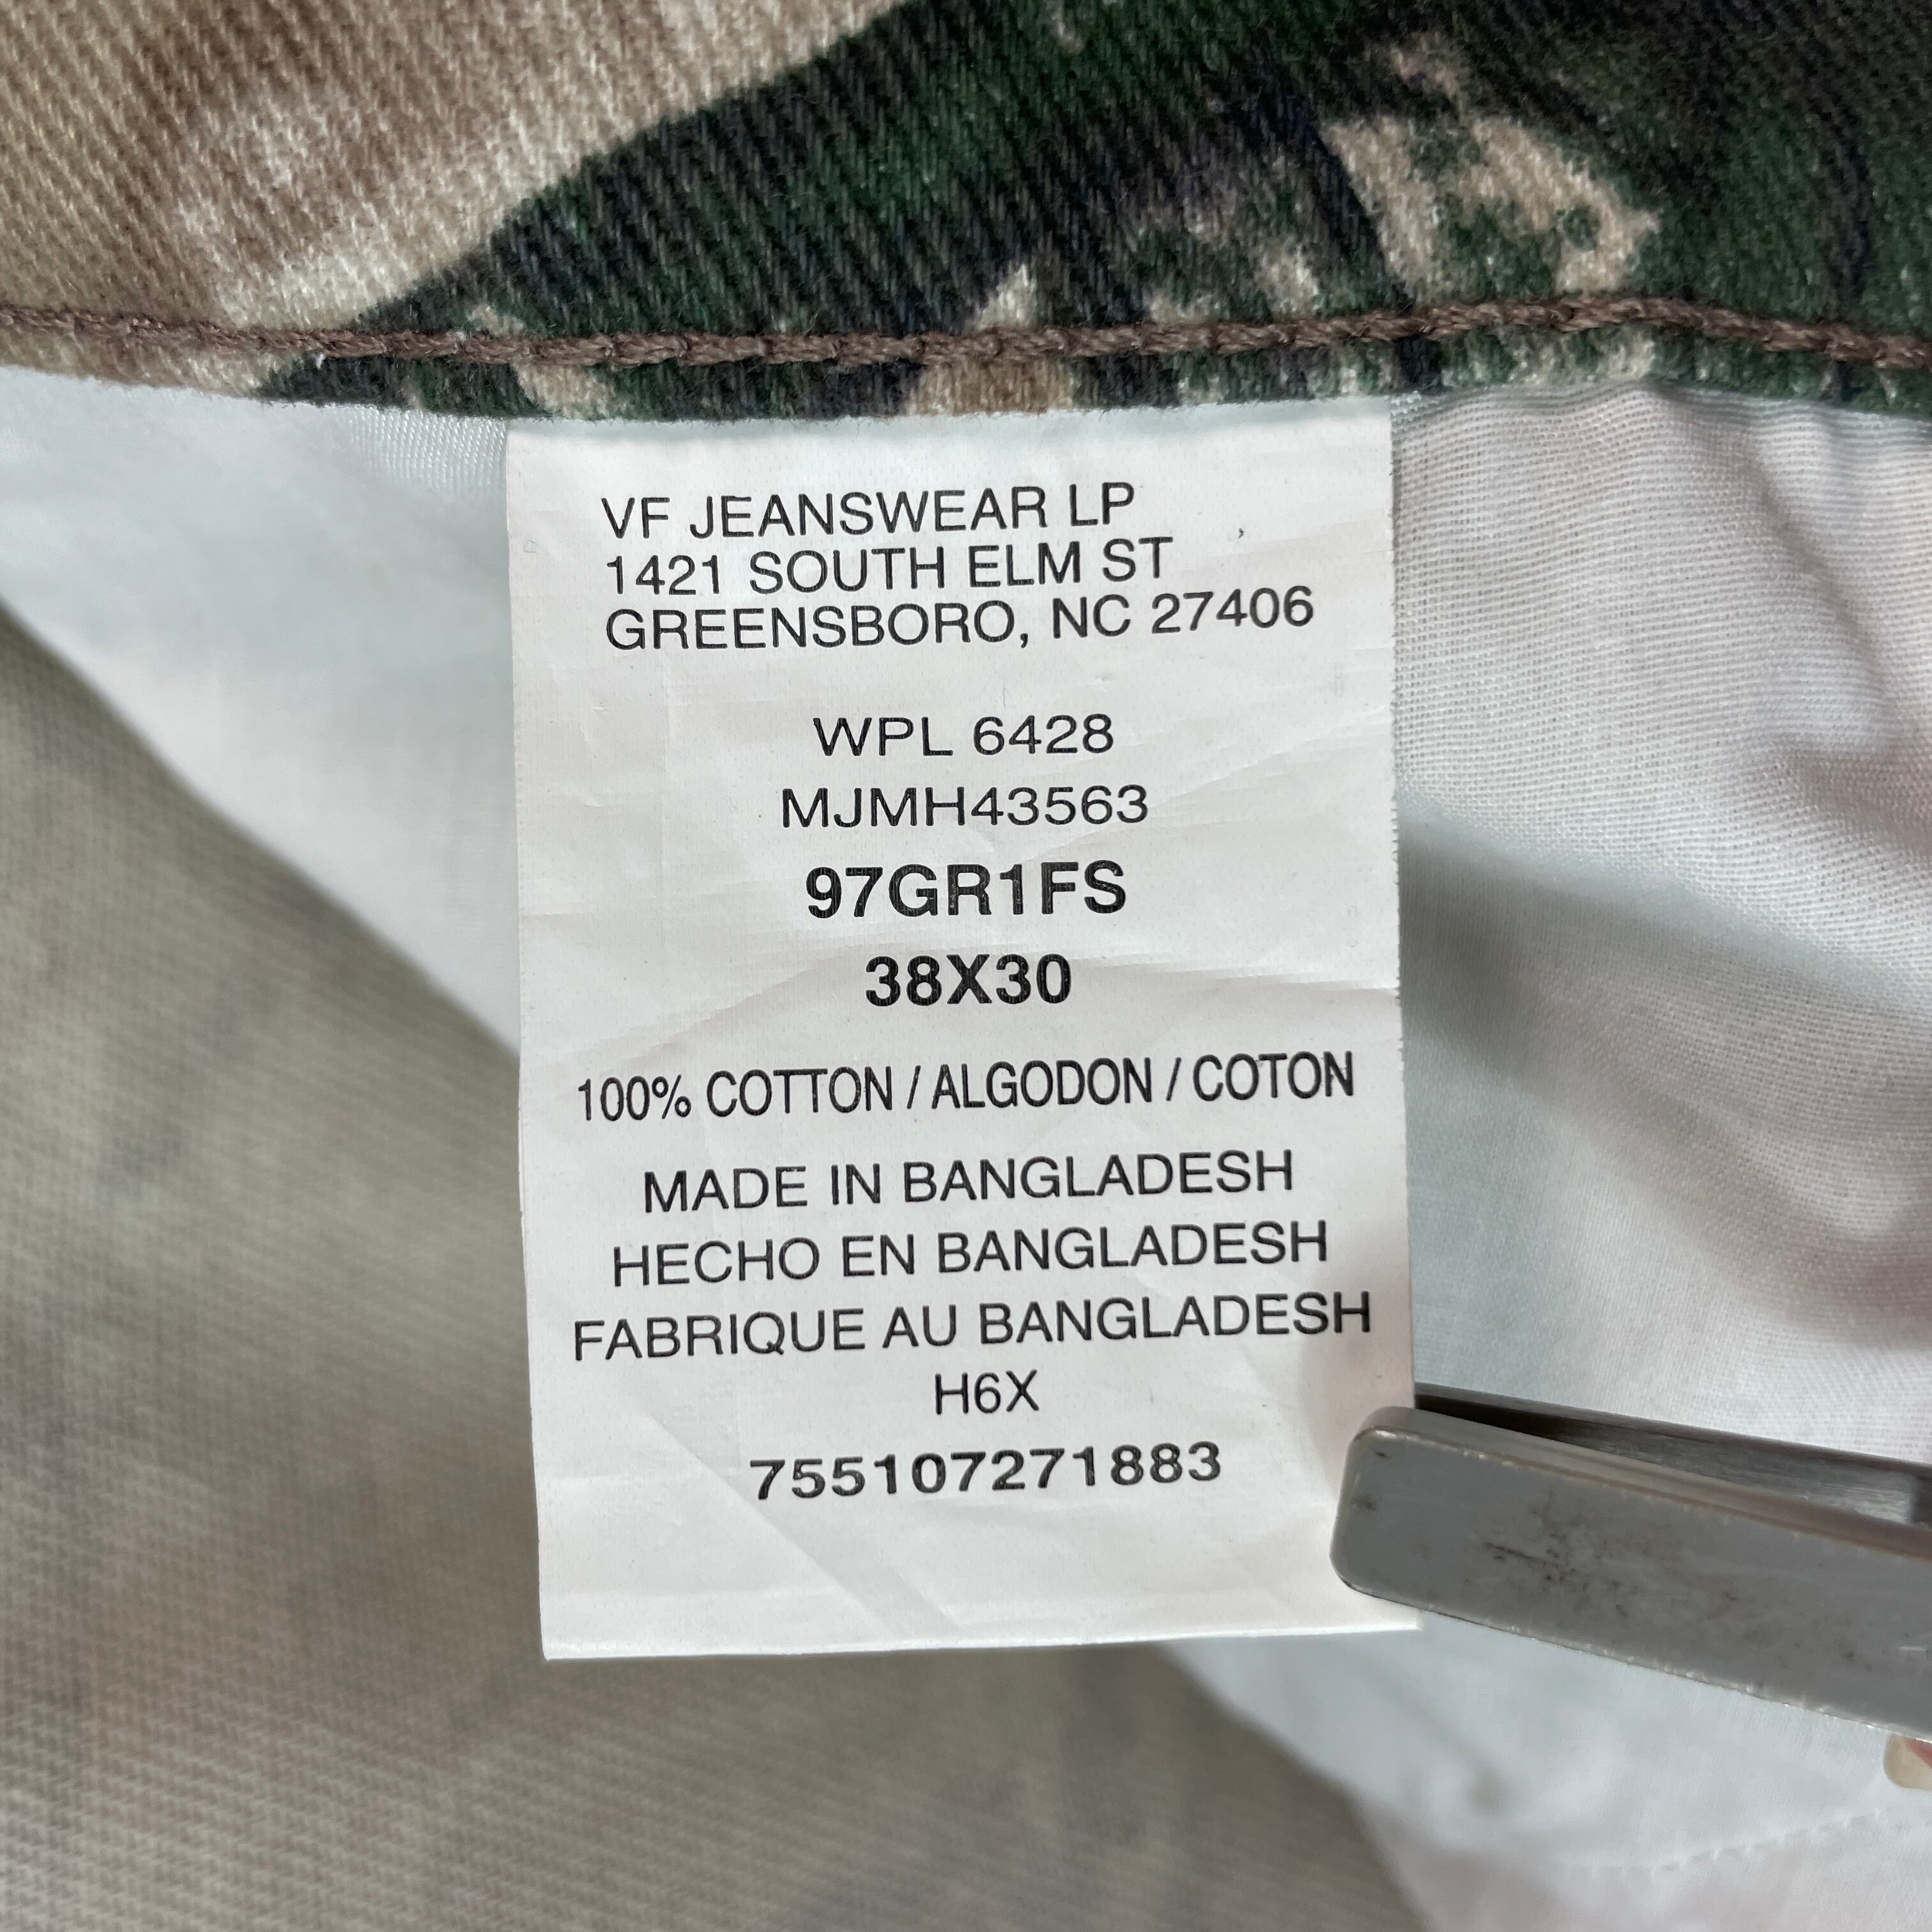 VF JEANSWEAR LP
1421 SOUTH ELM ST
GREENSBORO, NC 27406
WPL 6428
MJMH43563
97GR1FS
38X30
100% COTTON / ALGODON / COTON
MADE IN BANGLADESH
HECHO EN BANGLADESH
FABRIQUE AU BANGLADESH
H6X
755107271883